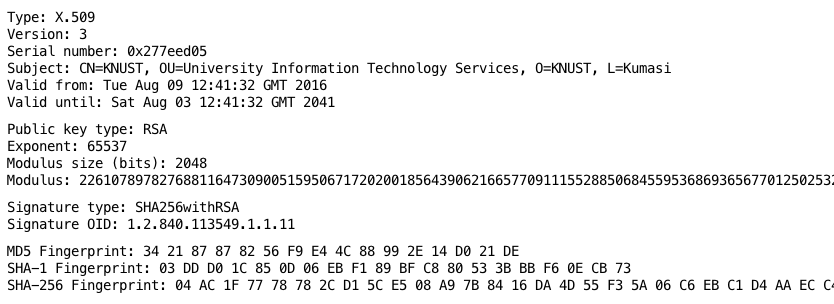 Type: X.509
Version: 3
Serial number: 0x277eed05
Subject: CN=KNUST, OU=University Information Technology Services, O=KNUST, L=Kumasi
Valid from: Tue Aug 09 12:41:32 GMT 2016
Valid until: Sat Aug 03 12:41:32 GMT 2041
Public key type: RSA
Exponent: 65537
Modulus size (bits): 2048
Modulus: 2261078978276881164730900515950671720200185643906216657709111552885068455953686936567701250253
Signature type: SHA256withRSA
Signature OID: 1.2.840.113549.1.1.11
MD5 Fingerprint: 34 21 87 87 82 56 F9 E4 4C 88 99 2E 14 D0 21 DE
SHA-1 Fingerprint: 03 DD D0 1C 85 0D 06 EB F1 89 BF C8 80 53 3B BB F6 0E CB 73
SHA-256 Fingerprint: 04 AC 1F 77 78 78 2C D1 5C E5 08 A9 7B 84 16 DA 4D 55 F3 5A 06 C6 EB C1 D4 AA EC